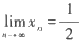 lim x_n = 1/2
n→∞